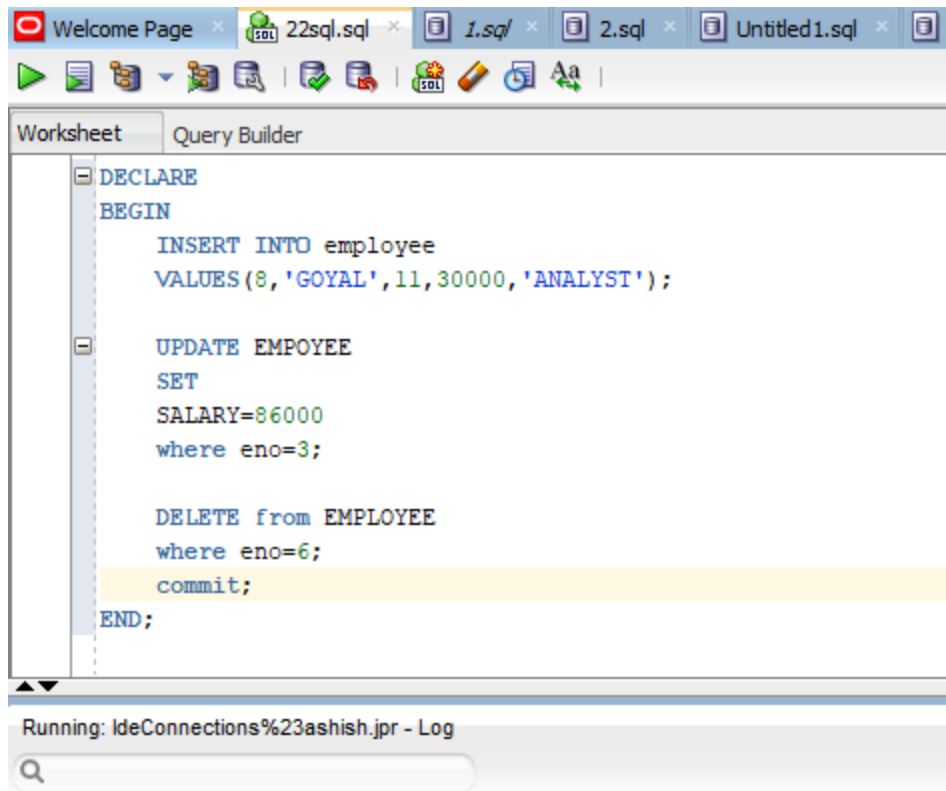 Welcome Page 22sql.sql 1.sql 2.sql Untitled1.sql
SQL SQL
Worksheet Query Builder
DECLARE
BEGIN
INSERT INTO employee
VALUES(8,'GOYAL',11,30000,'ANALYST');
UPDATE EMPOYEE
SET
SALARY=86000
where eno=3;
DELETE from EMPLOYEE
where eno=6;
commit;
END;
Running: IdeConnections%23ashish.jpr - Log